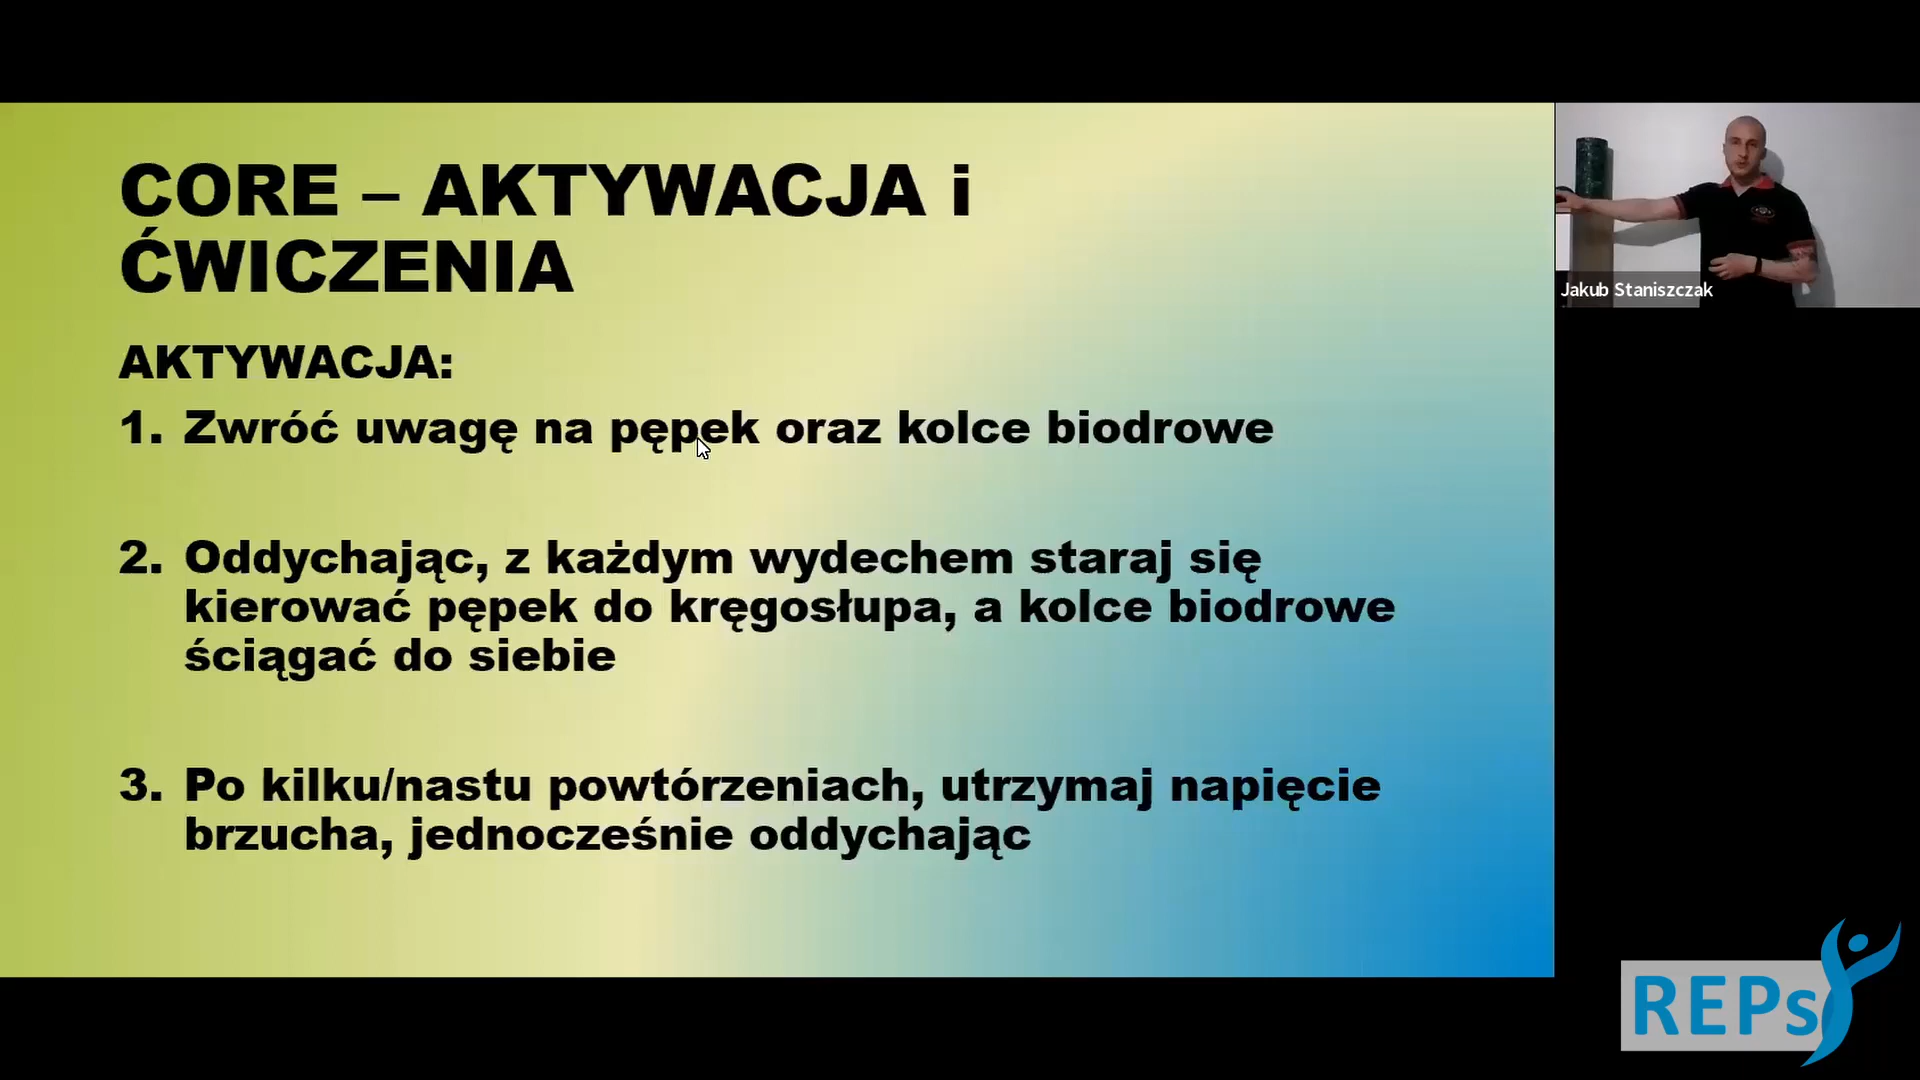 CORE – AKTYWACJA i
ĆWICZENIA
AKTYWACJA:
1. Zwróć uwagę na pępek oraz kolce biodrowe
2. Oddychając, z każdym wydechem staraj się
kierować pępek do kręgosłupa, a kolce biodrowe
ściągać do siebie
3. Po kilku/nastu powtórzeniach, utrzymaj napięcie
brzucha, jednocześnie oddychając
Jakub Staniszczak
REPs